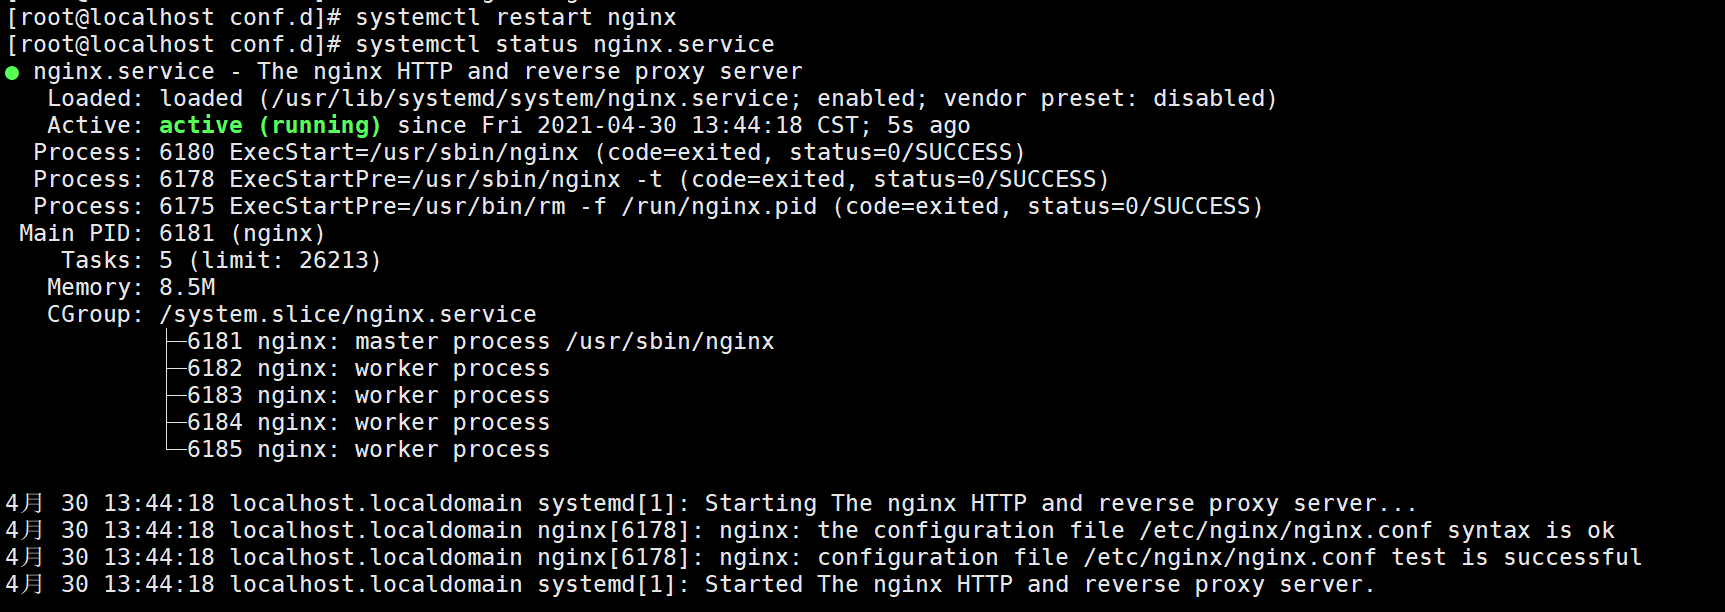 [root@localhost conf.d]# systemctl restart nginx
[root@localhost conf.d]# systemctl status nginx.service
● nginx.service - The nginx HTTP and reverse proxy server
   Loaded: loaded (/usr/lib/systemd/system/nginx.service; enabled; vendor preset: disabled)
   Active: active (running) since Fri 2021-04-30 13:44:18 CST; 5s ago
  Process: 6180 ExecStart=/usr/sbin/nginx (code=exited, status=0/SUCCESS)
  Process: 6178 ExecStartPre=/usr/sbin/nginx -t (code=exited, status=0/SUCCESS)
  Process: 6175 ExecStartPre=/usr/bin/rm -f /run/nginx.pid (code=exited, status=0/SUCCESS)
 Main PID: 6181 (nginx)
    Tasks: 5 (limit: 26213)
   Memory: 8.5M
   CGroup: /system.slice/nginx.service
           ├─6181 nginx: master process /usr/sbin/nginx
           ├─6182 nginx: worker process
           ├─6183 nginx: worker process
           ├─6184 nginx: worker process
           └─6185 nginx: worker process
4月 30 13:44:18 localhost.localdomain systemd[1]: Starting The nginx HTTP and reverse proxy server...
4月 30 13:44:18 localhost.localdomain nginx[6178]: nginx: the configuration file /etc/nginx/nginx.conf syntax is ok
4月 30 13:44:18 localhost.localdomain nginx[6178]: nginx: configuration file /etc/nginx/nginx.conf test is successful
4月 30 13:44:18 localhost.localdomain systemd[1]: Started The nginx HTTP and reverse proxy server.